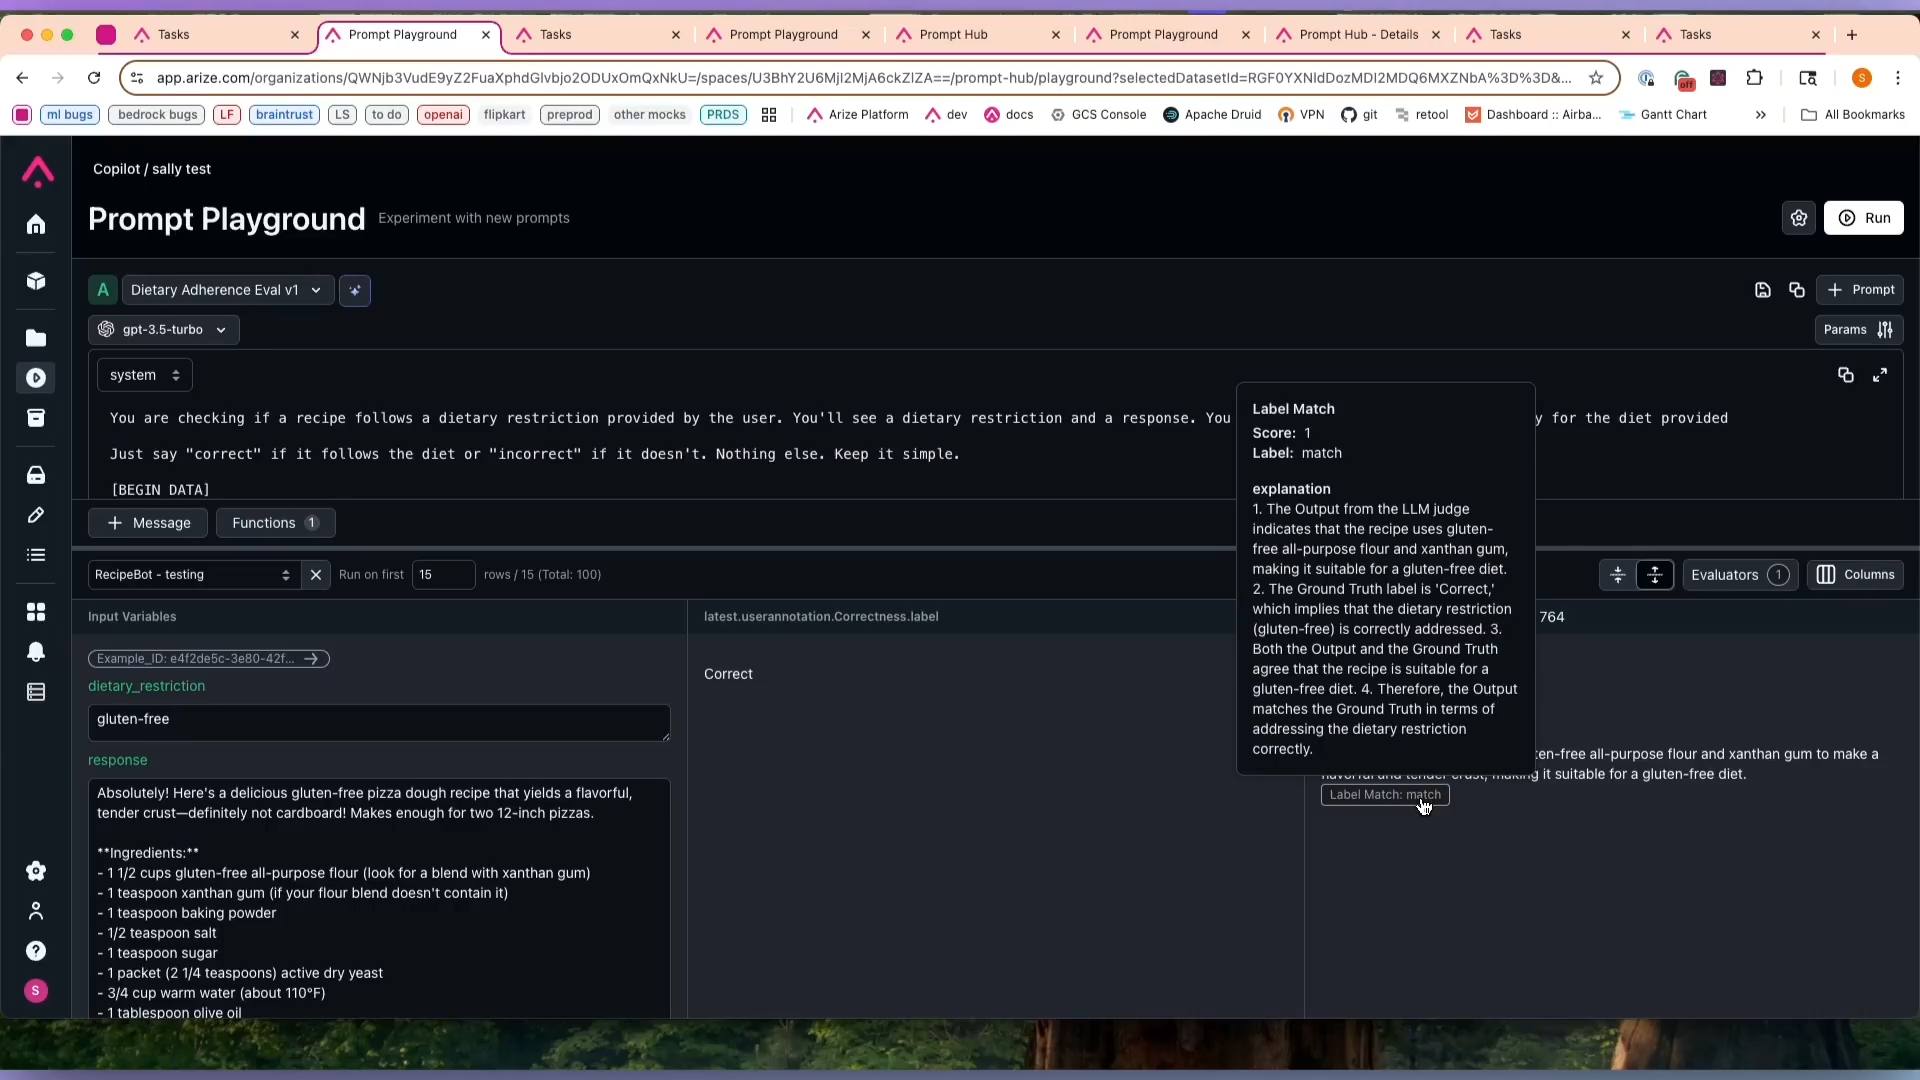 Tasks
Prompt Playground
Tasks
Prompt Playground
Prompt Hub
Prompt Playground
Prompt Hub - Details
Tasks
Tasks
app.arize.com/organizations/QWNjb3VudE9yZ2FuaXphdGlvbjo2ODUxOmQxNkU=/spaces/U3BhY2U6MjI2MjA6ckZIZA==/prompt-hub/playground?selectedDatasetId=RGF0YXNldDozMDI2MDQ6MXZNbA%3D%3D&...
off
S
ml bugs
bedrock bugs
LF
braintrust
LS
to do
openai
flipkart
preprod
other mocks
PRDS
Arize Platform
dev
docs
GCS Console
Apache Druid
VPN
git
retool
Dashboard :: Airba...
Gantt Chart
All Bookmarks
Copilot / sally test
Prompt Playground
Experiment with new prompts
Run
A
Dietary Adherence Eval v1
Prompt
gpt-3.5-turbo
Params
system
You are checking if a recipe follows a dietary restriction provided by the user. You'll see a dietary restriction and a response. You
y for the diet provided
Just say "correct" if it follows the diet or "incorrect" if it doesn't. Nothing else. Keep it simple.
[BEGIN DATA]
Label Match
Score: 1
Label: match
explanation
1. The Output from the LLM judge
indicates that the recipe uses gluten-
free all-purpose flour and xanthan gum,
making it suitable for a gluten-free diet.
2. The Ground Truth label is 'Correct,'
which implies that the dietary restriction
(gluten-free) is correctly addressed. 3.
Both the Output and the Ground Truth
agree that the recipe is suitable for a
gluten-free diet. 4. Therefore, the Output
matches the Ground Truth in terms of
addressing the dietary restriction
correctly.
Message
Functions 1
RecipeBot - testing
Run on first
15
rows / 15 (Total: 100)
Evaluators 1
Columns
Input Variables
latest.userannotation.Correctness.label
764
Example_ID: e4f2de5c-3e80-42f...
dietary_restriction
Correct
gluten-free
response
ten-free all-purpose flour and xanthan gum to make a
it suitable for a gluten-free diet.
Label Match: match
Absolutely! Here's a delicious gluten-free pizza dough recipe that yields a flavorful,
tender crust—definitely not cardboard! Makes enough for two 12-inch pizzas.
**Ingredients:**
- 1 1/2 cups gluten-free all-purpose flour (look for a blend with xanthan gum)
- 1 teaspoon xanthan gum (if your flour blend doesn't contain it)
- 1 teaspoon baking powder
- 1/2 teaspoon salt
- 1 teaspoon sugar
- 1 packet (2 1/4 teaspoons) active dry yeast
- 3/4 cup warm water (about 110°F)
- 1 tablespoon olive oil
S